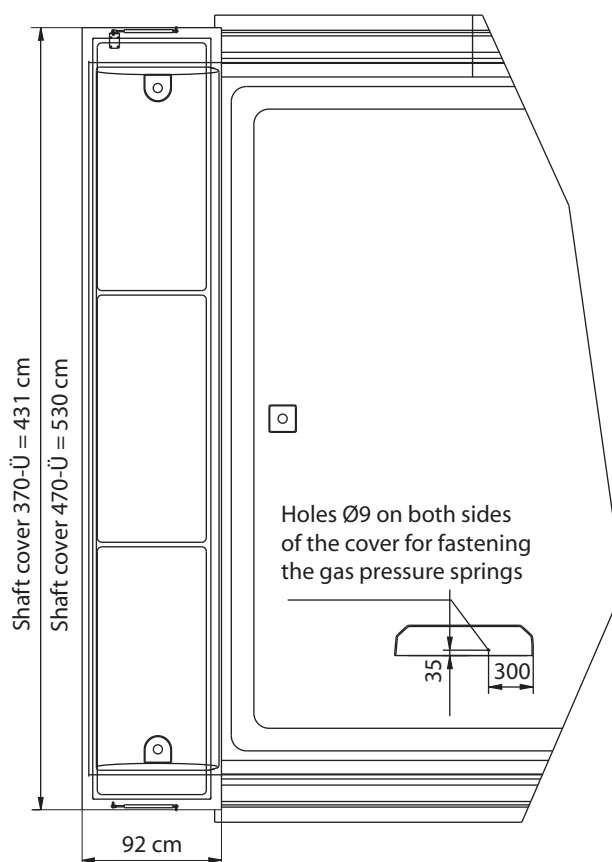 Shaft cover 370-Ü = 431 cm
Shaft cover 470-Ü = 530 cm
Holes Ø9 on both sides
of the cover for fastening
the gas pressure springs
35
300
92 cm